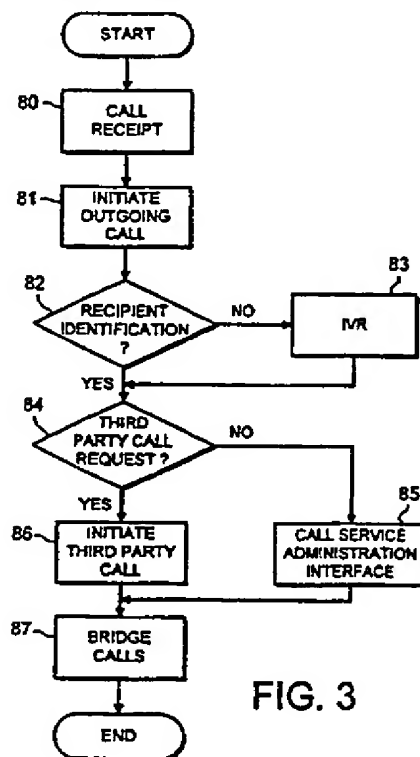 START
80
CALL
RECEIPT
81
INITIATE
OUTGOING
CALL
82
RECIPIENT
IDENTIFICATION
?
NO
83
IVR
YES
84
THIRD
PARTY CALL
REQUEST ?
NO
YES
86
INITIATE
THIRD PARTY
CALL
85
CALL SERVICE
ADMINISTRATION
INTERFACE
87
BRIDGE
CALLS
FIG. 3
END